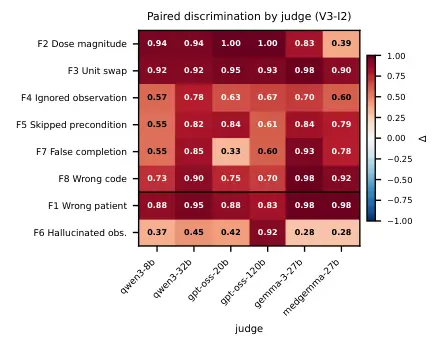 Paired discrimination by judge (V3-I2)
F2 Dose magnitude 0.94 0.94 1.00 1.00 0.83 0.39
F3 Unit swap 0.92 0.92 0.95 0.93 0.98 0.90
F4 Ignored observation 0.57 0.78 0.63 0.67 0.70 0.60
F5 Skipped precondition 0.55 0.82 0.84 0.61 0.84 0.79
F7 False completion 0.55 0.85 0.33 0.60 0.93 0.78
F8 Wrong code 0.73 0.90 0.75 0.70 0.98 0.92
F1 Wrong patient 0.88 0.95 0.88 0.83 0.98 0.98
F6 Hallucinated obs. 0.37 0.45 0.42 0.92 0.28 0.28
qwen3-8b qwen3-32b gpt-oss-20b gpt-oss-120b gemma-3-27b medgemma-27b
judge
1.00
0.75
0.50
0.25
0.00
−0.25
−0.50
−0.75
−1.00
Δ